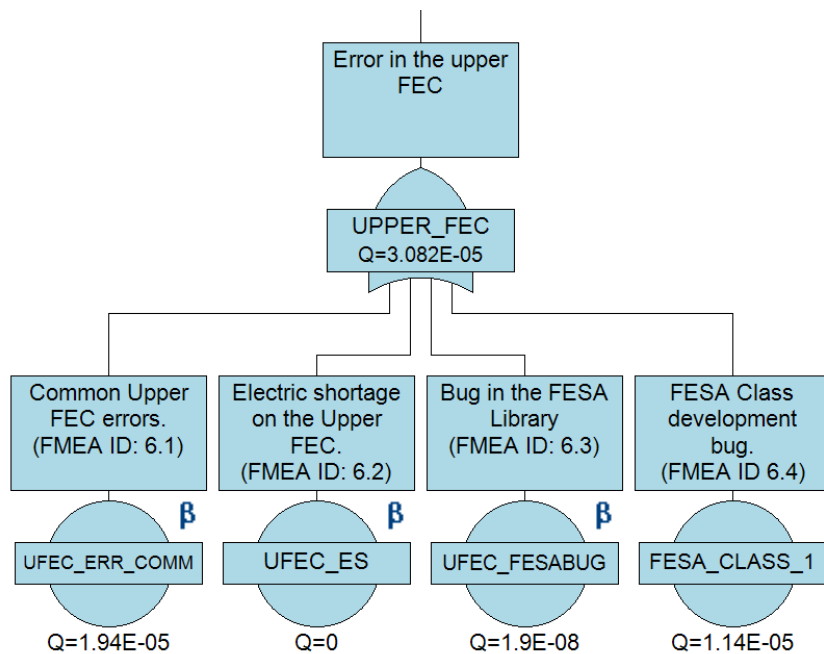 Error in the upper
FEC
UPPER_FEC
Q=3.082E-05
Common Upper
FEC errors.
(FMEA ID: 6.1)
β
UFEC_ERR_COMM
Q=1.94E-05
Electric shortage
on the Upper
FEC.
(FMEA ID: 6.2)
β
UFEC_ES
Q=0
Bug in the FESA
Library
(FMEA ID: 6.3)
β
UFEC_FESABUG
Q=1.9E-08
FESA Class
development
bug.
(FMEA ID 6.4)
FESA_CLASS_1
Q=1.14E-05